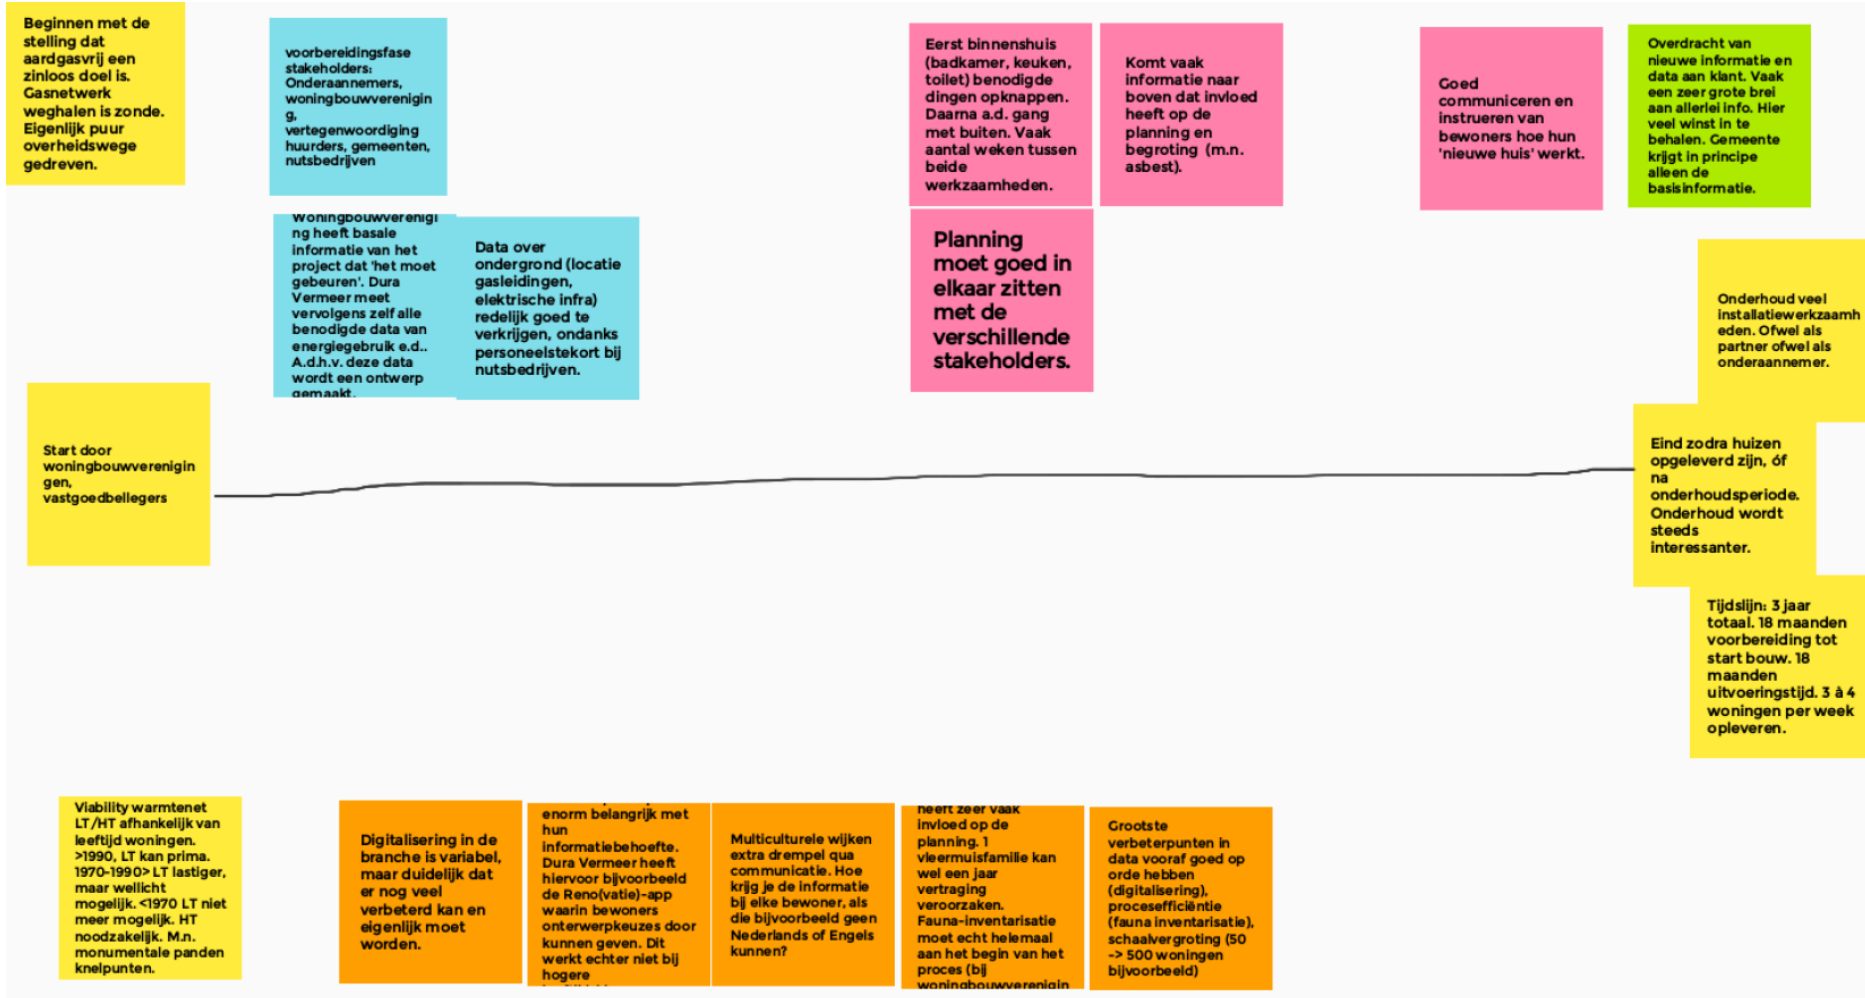 Beginnen met de
stelling dat
aardgasvrij een
zinloos doel is.
Gasnetwerk
weghalen is zonde.
Eigenlijk puur
overheidswege
gedreven.
voorbereidingsfase
stakeholders:
Onderaannemers,
woningbouwverenigin
g,
vertegenwoordiging
huurders, gemeenten,
nutsbedrijven
Eerst binnenshuis
(badkamer, keuken,
toilet) benodigde
dingen opknappen.
Daarna a.d. gang
met buiten. Vaak
aantal weken tussen
beide
werkzaamheden.
Komt vaak
informatie naar
boven dat invloed
heeft op de
planning en
begroting (m.n.
asbest).
Goed
communiceren en
instrueren van
bewoners hoe hun
'nieuwe huis' werkt.
Overdracht van
nieuwe informatie en
data aan klant. Vaak
een zeer grote brei
aan allerlei info. Hier
veel winst in te
behalen. Gemeente
krijgt in principe
alleen de
basisinformatie.
Woningbouwverenigi
ng heeft basale
informatie van het
project dat 'het moet
gebeuren'. Dura
Vermeer meet
vervolgens zelf alle
benodigde data van
energiegebruik e.d..
A.d.h.v. deze data
wordt een ontwerp
gemaakt.
Data over
ondergrond (locatie
gasleidingen,
elektrische infra)
redelijk goed te
verkrijgen, ondanks
personeelstekort bij
nutsbedrijven.
Planning
moet goed in
elkaar zitten
met de
verschillende
stakeholders.
Onderhoud veel
installatiewerkzaamh
eden. Ofwel als
partner ofwel als
onderaannemer.
Start door
woningbouwverenigin
gen,
vastgoedbellegers
Eind zodra huizen
opgeleverd zijn, óf
na
onderhoudsperiode.
Onderhoud wordt
steeds
interessanter.
Tijdslijn: 3 jaar
totaal. 18 maanden
voorbereiding tot
start bouw. 18
maanden
uitvoeringstijd. 3 à 4
woningen per week
opleveren.
Viability warmtenet
LT/HT afhankelijk van
leeftijd woningen.
>1990, LT kan prima.
1970-1990> LT lastiger,
maar wellicht
mogelijk. <1970 LT niet
meer mogelijk. HT
noodzakelijk. M.n.
monumentale panden
knelpunten.
Digitalisering in de
branche is variabel,
maar duidelijk dat
er nog veel
verbeterd kan en
eigenlijk moet
worden.
enorm belangrijk met
hun
informatiebehoefte.
Dura Vermeer heeft
hiervoor bijvoorbeeld
de Reno(vatie)-app
waarin bewoners
onterwerpkeuzes door
kunnen geven. Dit
werkt echter niet bij
hogere
Multiculturele wijken
extra drempel qua
communicatie. Hoe
krijg je de informatie
bij elke bewoner, als
die bijvoorbeeld geen
Nederlands of Engels
kunnen?
heeft zeer vaak
invloed op de
planning. 1
vleermuisfamilie kan
wel een jaar
vertraging
veroorzaken.
Fauna-inventarisatie
moet echt helemaal
aan het begin van het
proces (bij
woningbouwverenigin
Grootste
verbeterpunten in
data vooraf goed op
orde hebben
(digitalisering),
procesefficiëntie
(fauna inventarisatie),
schaalvergroting (50
-> 500 woningen
bijvoorbeeld)